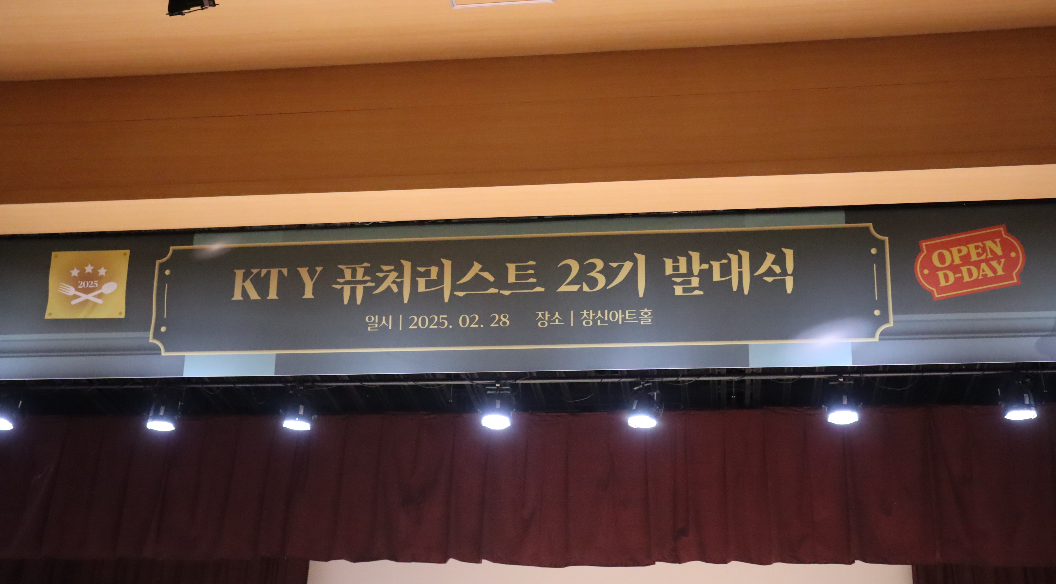 2025
KT Y 퓨처리스트 23기 발대식
일시 | 2025. 02. 28 장소 | 창신아트홀
OPEN
D-DAY